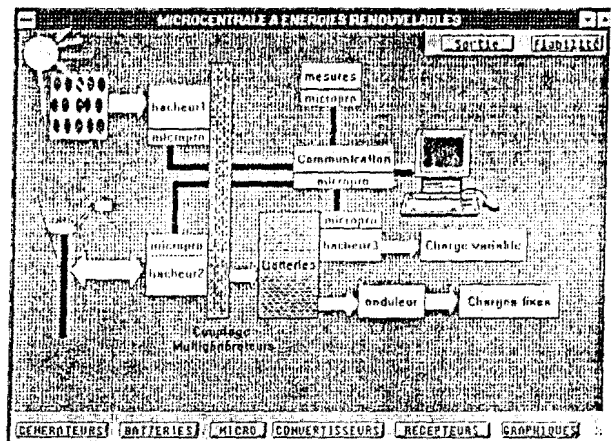 MICROCENTRALE A ENERGIES RENOUVELABLES
Sortie
Fiabilité
hacheur1
micropro
mesures
micropro
Communication
micropro
micropro
hacheur2
Batteries
micropro
hacheur3
Charge variable
onduleur
Charges fixes
Couplage
Multigénérateurs
GENERATEURS
BATTERIES
MICRO
CONVERTISSEURS
RECEPTEURS
GRAPHIQUES